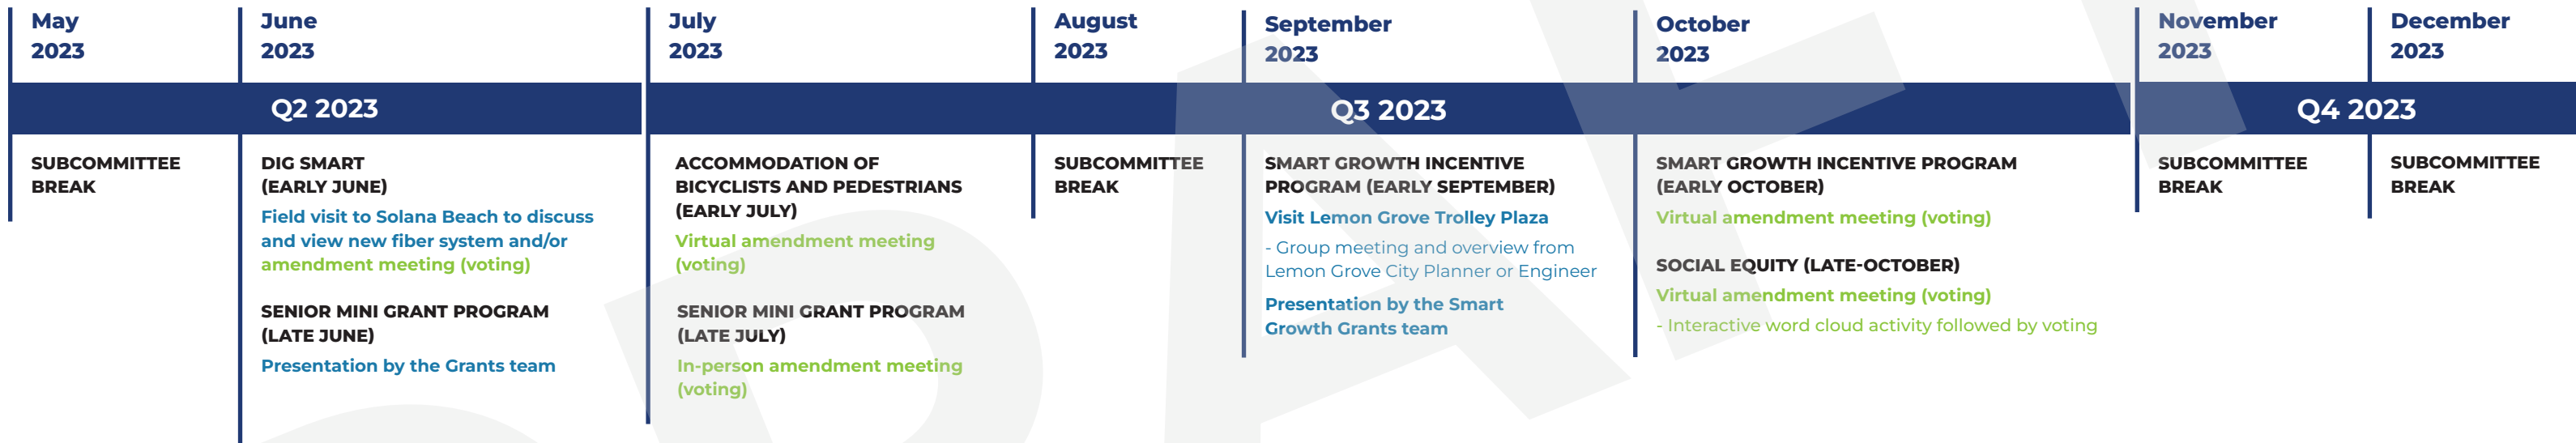 May
2023
June
2023
July
2023
August
2023
September
2023
October
2023
November
2023
December
2023
Q2 2023
Q3 2023
Q4 2023
SUBCOMMITTEE
BREAK
DIG SMART
(EARLY JUNE)
Field visit to Solana Beach to discuss
and view new fiber system and/or
amendment meeting (voting)
SENIOR MINI GRANT PROGRAM
(LATE JUNE)
Presentation by the Grants team
ACCOMMODATION OF
BICYCLISTS AND PEDESTRIANS
(EARLY JULY)
Virtual amendment meeting
(voting)
SENIOR MINI GRANT PROGRAM
(LATE JULY)
In-person amendment meeting
(voting)
SUBCOMMITTEE
BREAK
SMART GROWTH INCENTIVE
PROGRAM (EARLY SEPTEMBER)
Visit Lemon Grove Trolley Plaza
- Group meeting and overview from
Lemon Grove City Planner or Engineer
Presentation by the Smart
Growth Grants team
SMART GROWTH INCENTIVE PROGRAM
(EARLY OCTOBER)
Virtual amendment meeting (voting)
SOCIAL EQUITY (LATE-OCTOBER)
Virtual amendment meeting (voting)
- Interactive word cloud activity followed by voting
SUBCOMMITTEE
BREAK
SUBCOMMITTEE
BREAK